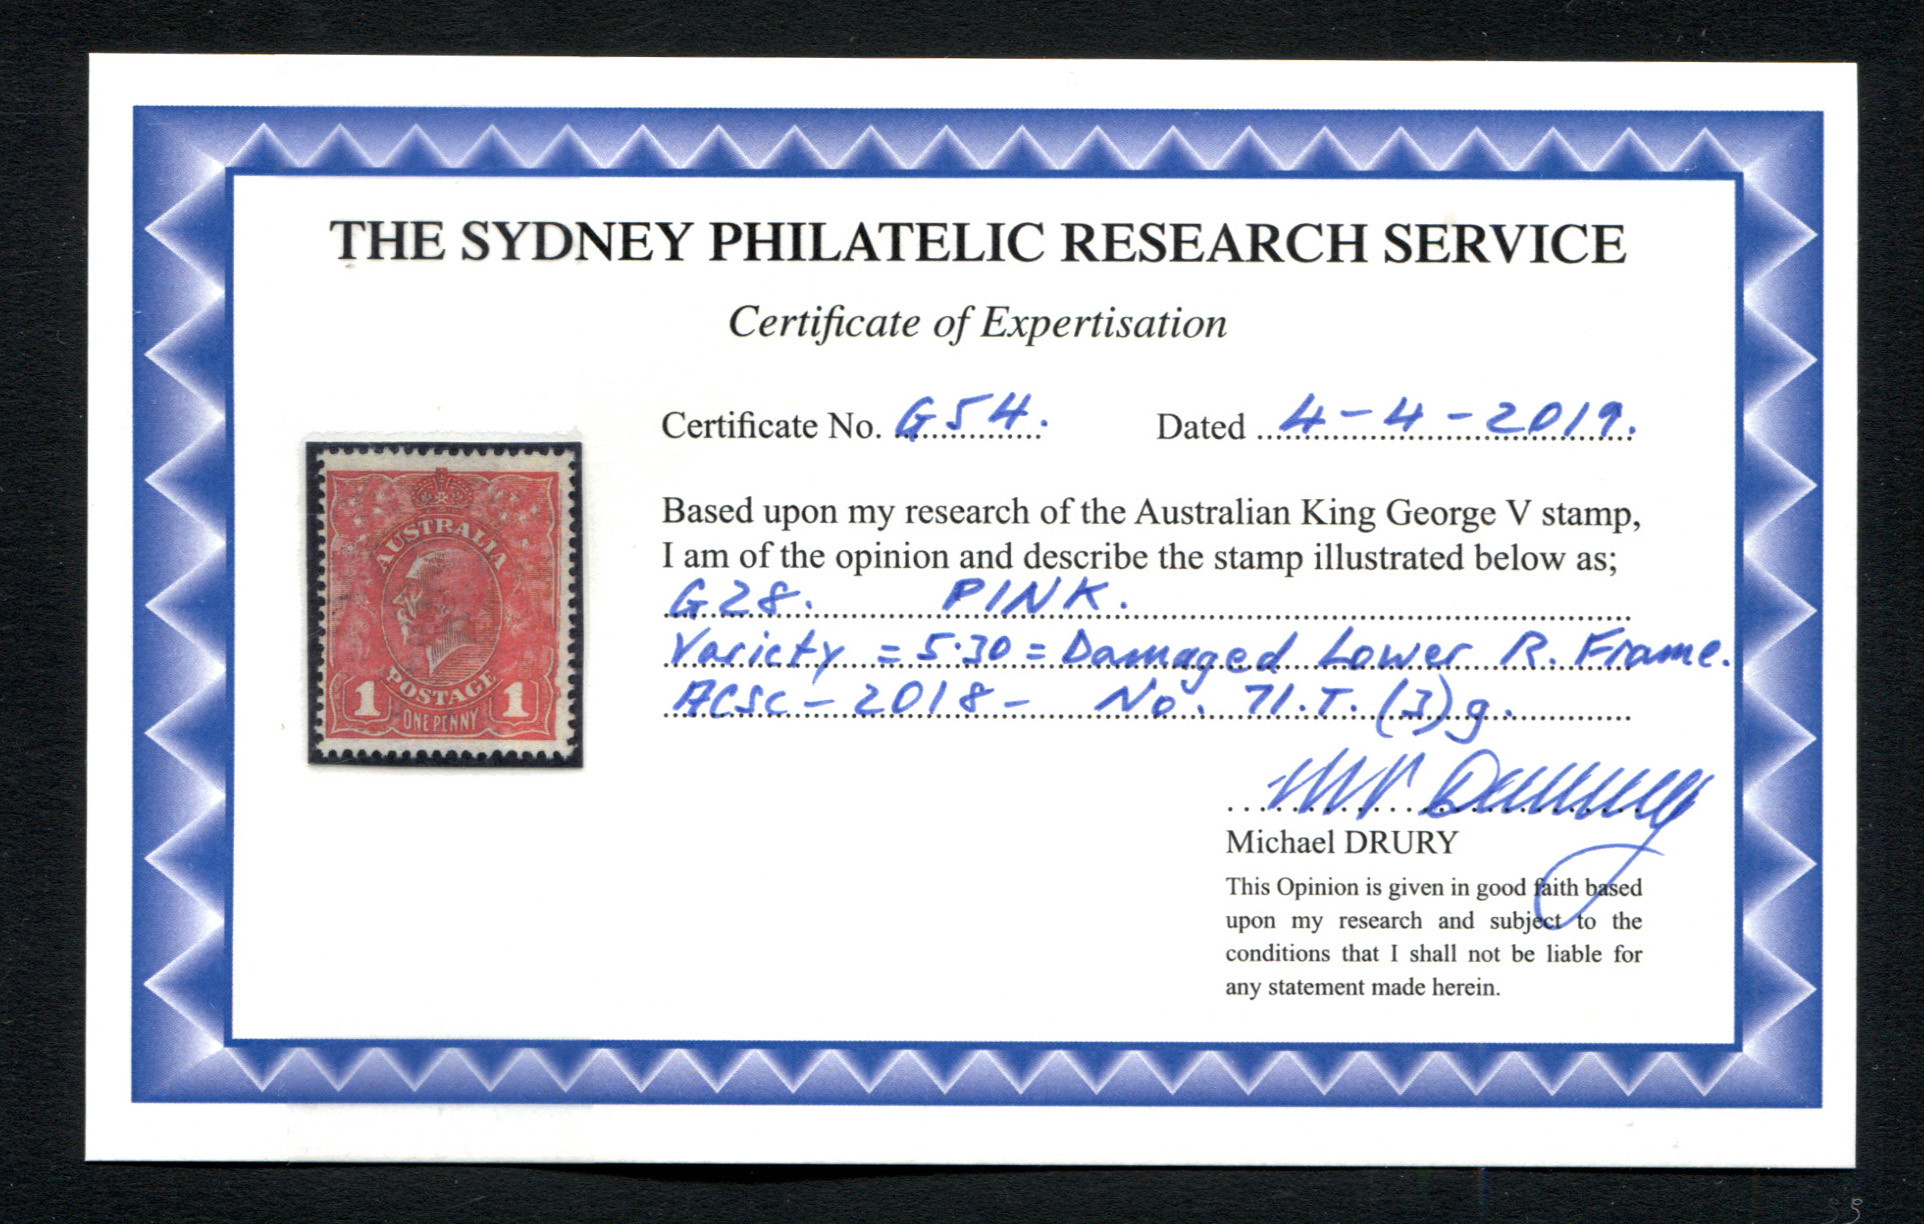 THE SYDNEY PHILATELIC RESEARCH SERVICE
Certificate of Expertisation
Certificate No. G54.
Dated 4-4-2019.
Based upon my research of the Australian King George V stamp,
I am of the opinion and describe the stamp illustrated below as;
G28. PINK.
Variety = 5.30 = Damaged Lower R. Frame.
ACSC - 2018 - No. 71.T.(3)g.
AUSTRALIA
POSTAGE
1 1
ONE PENNY
Michael DRURY
This Opinion is given in good faith based
upon my research and subject to the
conditions that I shall not be liable for
any statement made herein.